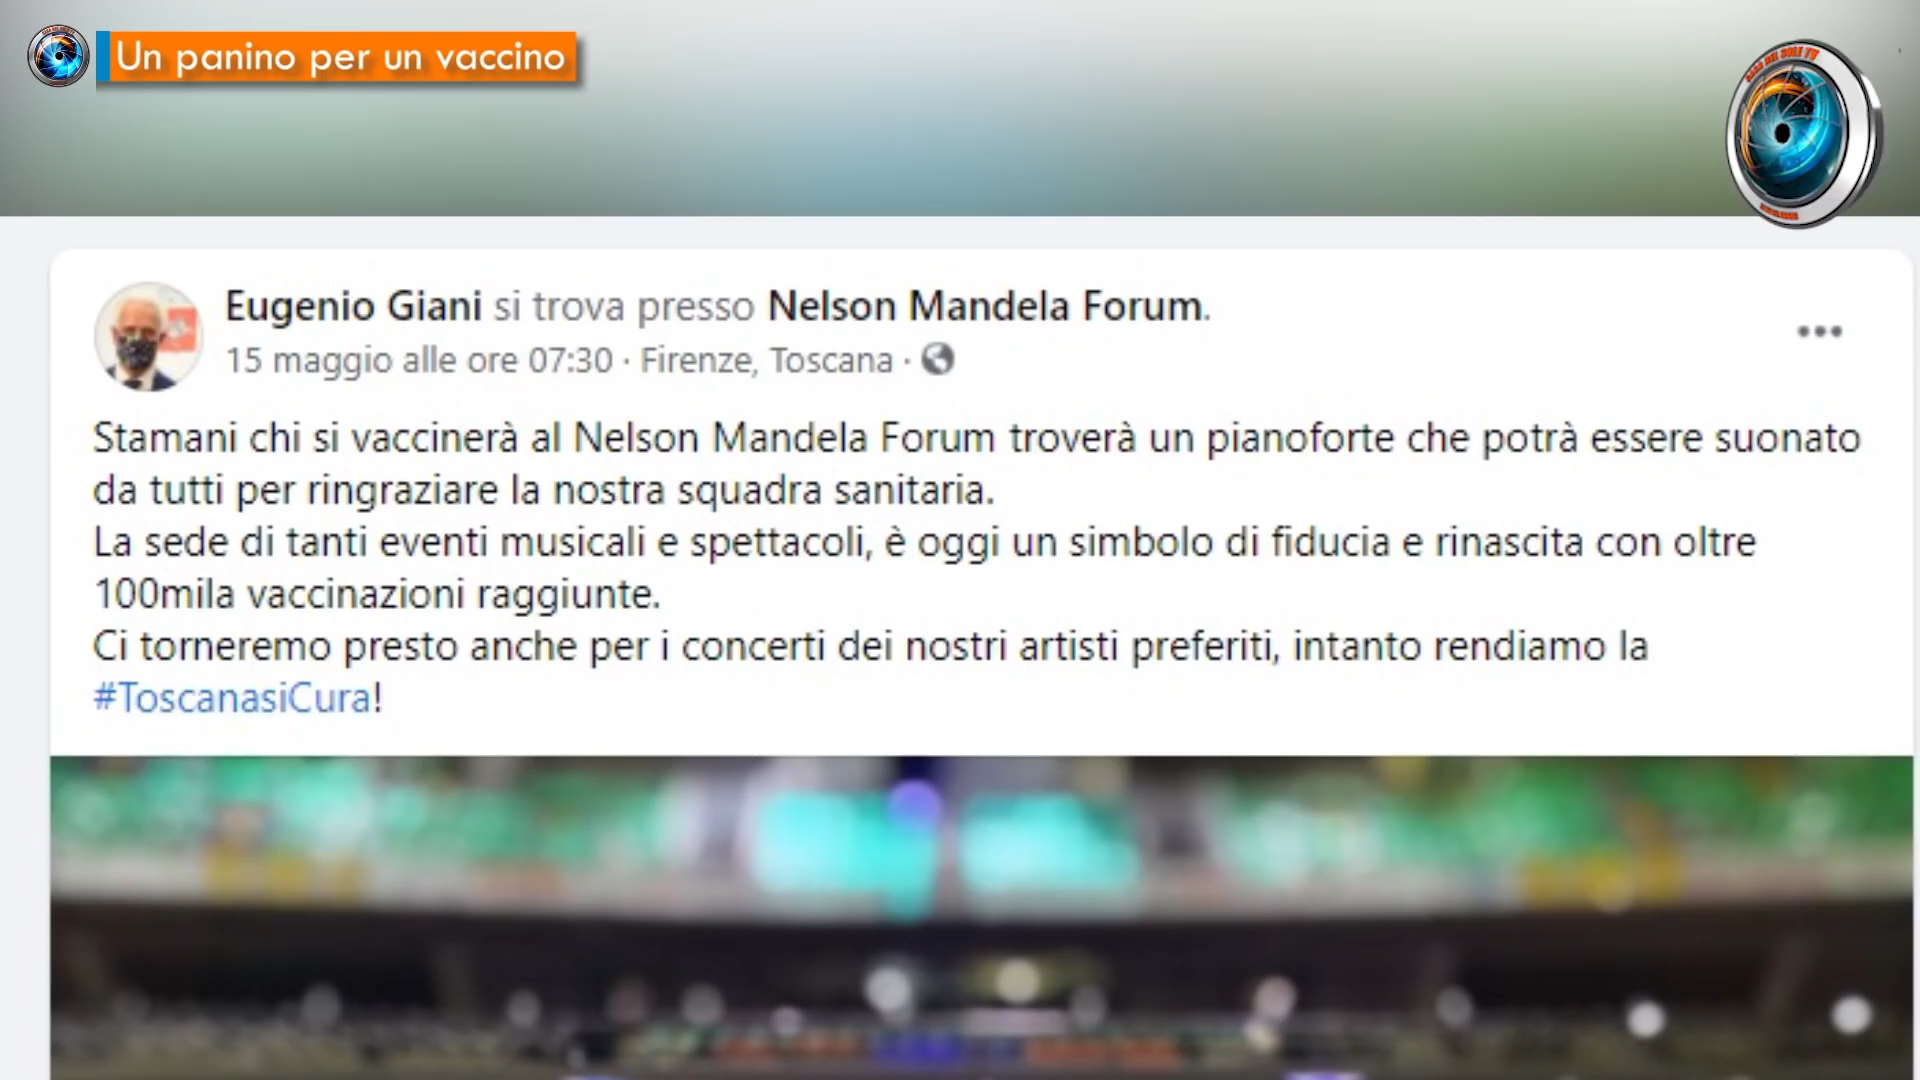 Un panino per un vaccino
CASA DEL SOLE TV
Eugenio Giani si trova presso Nelson Mandela Forum.
15 maggio alle ore 07:30 · Firenze, Toscana ·
Stamani chi si vaccinerà al Nelson Mandela Forum troverà un pianoforte che potrà essere suonato
da tutti per ringraziare la nostra squadra sanitaria.
La sede di tanti eventi musicali e spettacoli, è oggi un simbolo di fiducia e rinascita con oltre
100mila vaccinazioni raggiunte.
Ci torneremo presto anche per i concerti dei nostri artisti preferiti, intanto rendiamo la
#ToscanasiCura!